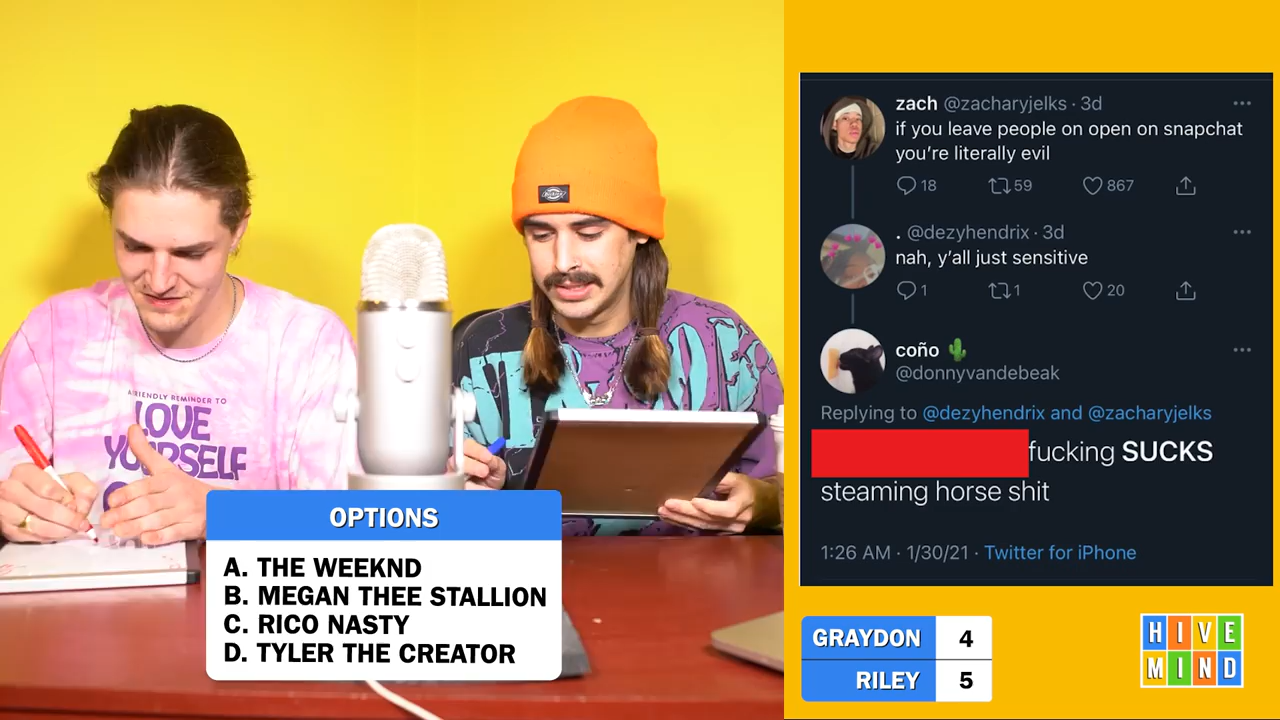 A FRIENDLY REMINDER TO
LOVE
YOURSELF
Dickies
OPTIONS
A. THE WEEKND
B. MEGAN THEE STALLION
C. RICO NASTY
D. TYLER THE CREATOR
zach @zacharyjelks · 3d
if you leave people on open on snapchat
you're literally evil
18 59 867
. @dezyhendrix · 3d
nah, y'all just sensitive
1 1 20
coño 🌵
@donnyvandebeak
Replying to @dezyhendrix and @zacharyjelks
fucking SUCKS
steaming horse shit
1:26 AM · 1/30/21 · Twitter for iPhone
GRAYDON 4
RILEY 5
HIVE
MIND